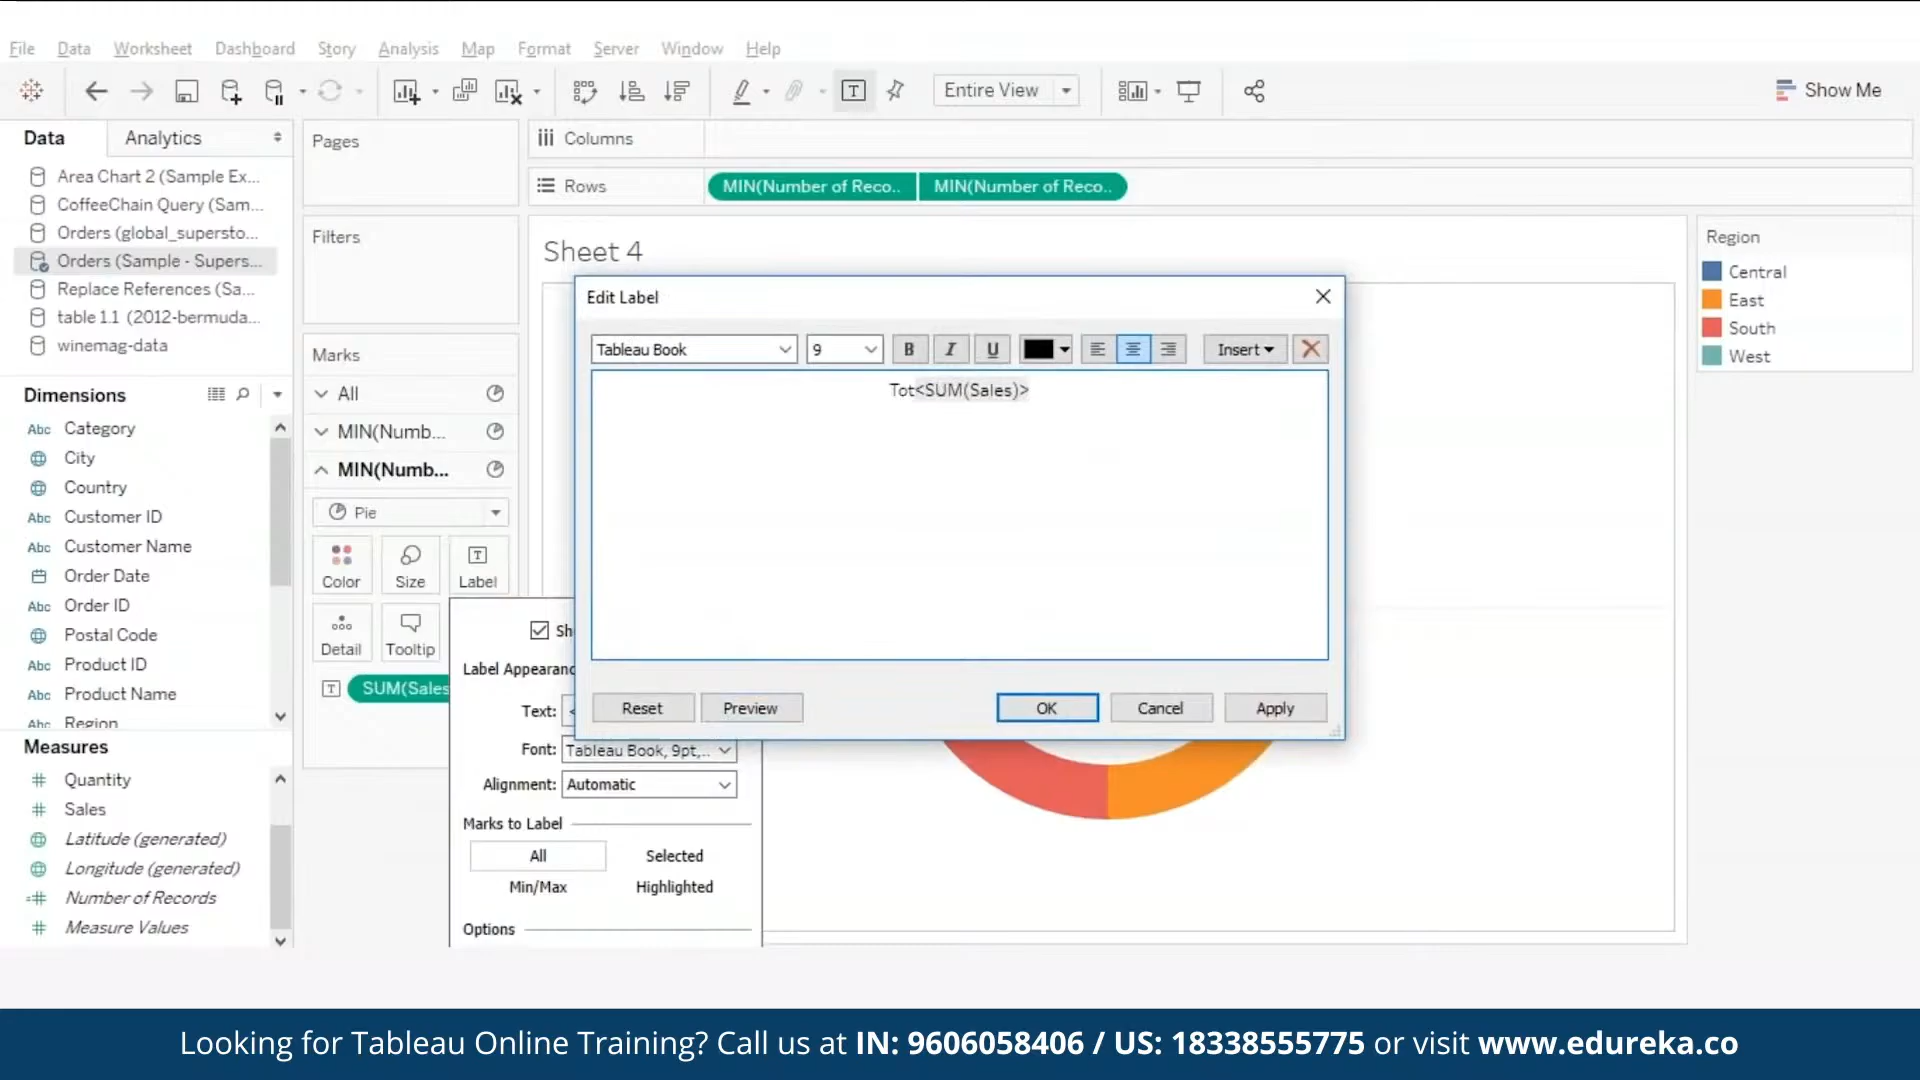 File Data Worksheet Dashboard Story Analysis Map Format Server Window Help
Entire View
Show Me
Data Analytics
Area Chart 2 (Sample Ex...
CoffeeChain Query (Sam...
Orders (global_supersto...
Orders (Sample - Supers...
Replace References (Sa...
table 1.1 (2012-bermuda...
winemag-data
Dimensions
Abc Category
City
Country
Abc Customer ID
Abc Customer Name
Order Date
Abc Order ID
Postal Code
Abc Product ID
Abc Product Name
Abc Region
Measures
# Quantity
# Sales
Latitude (generated)
Longitude (generated)
=# Number of Records
# Measure Values
Pages
Filters
Marks
All
MIN(Numb...
MIN(Numb...
Pie
Color Size Label
Detail Tooltip
SUM(Sales
Columns
Rows MIN(Number of Reco.. MIN(Number of Reco..
Sheet 4
Edit Label
Tableau Book 9 B I U Insert
Tot<SUM(Sales)>
Reset Preview OK Cancel Apply
Sh
Label Appearanc
Text: <
Font: Tableau Book, 9pt,...
Alignment: Automatic
Marks to Label
All Selected
Min/Max Highlighted
Options
Region
Central
East
South
West
Looking for Tableau Online Training? Call us at IN: 9606058406 / US: 18338555775 or visit www.edureka.co